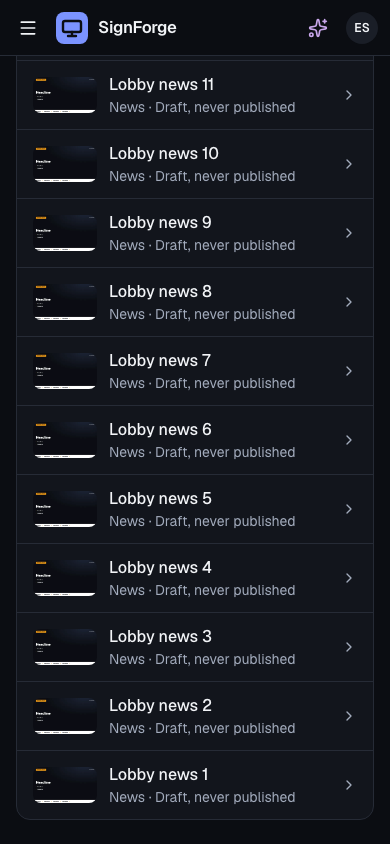 SignForge
ES
Lobby news 11
News · Draft, never published
Lobby news 10
News · Draft, never published
Lobby news 9
News · Draft, never published
Lobby news 8
News · Draft, never published
Lobby news 7
News · Draft, never published
Lobby news 6
News · Draft, never published
Lobby news 5
News · Draft, never published
Lobby news 4
News · Draft, never published
Lobby news 3
News · Draft, never published
Lobby news 2
News · Draft, never published
Lobby news 1
News · Draft, never published